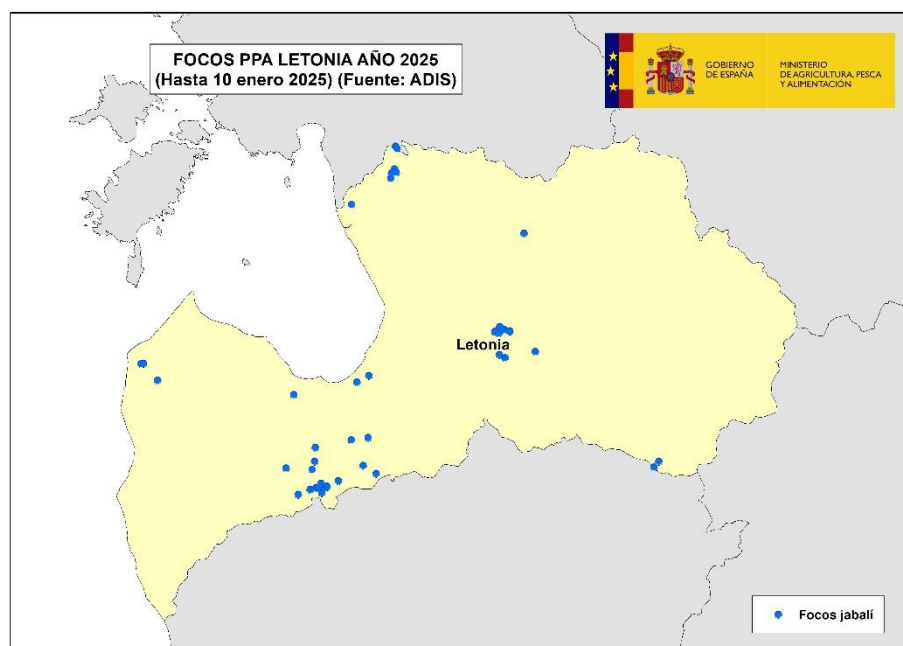 FOCOS PPA LETONIA AÑO 2025
(Hasta 10 enero 2025) (Fuente: ADIS)
GOBIERNO
DE ESPAÑA
MINISTERIO
DE AGRICULTURA, PESCA
Y ALIMENTACIÓN
Letonia
Focos jabalí